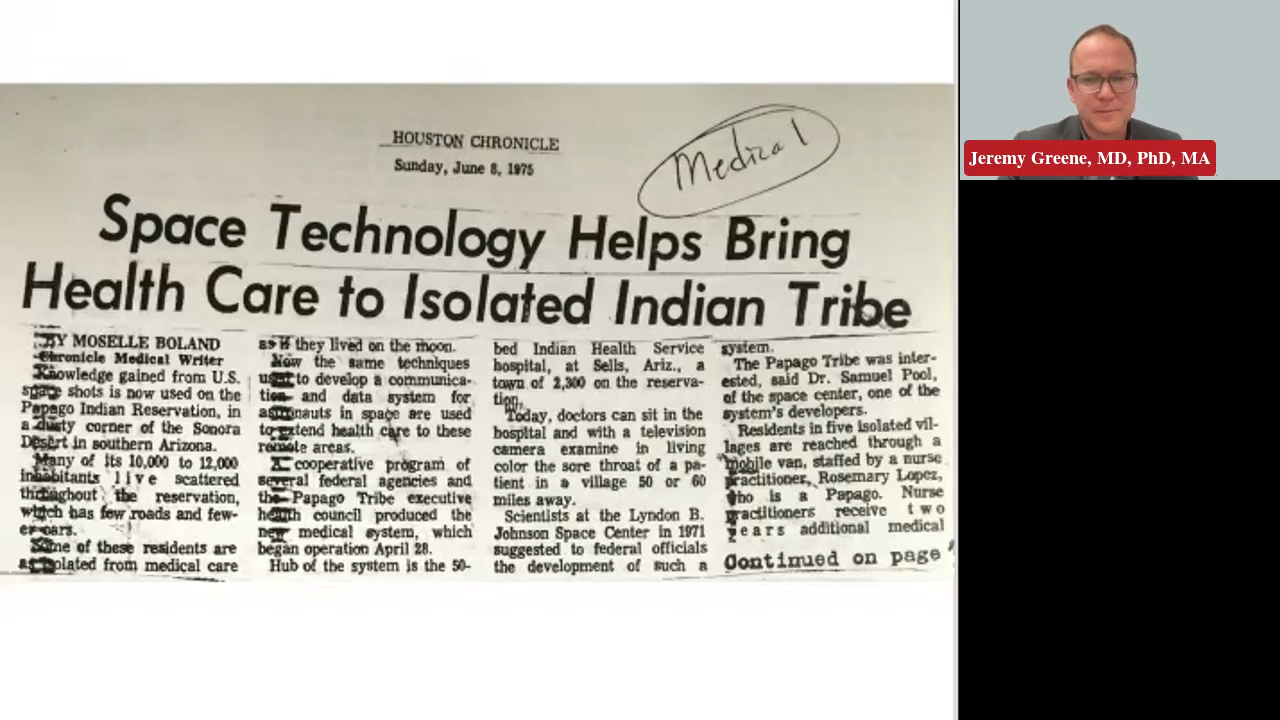 HOUSTON CHRONICLE
Sunday, June 8, 1975
Medical
Space Technology Helps Bring
Health Care to Isolated Indian Tribe
BY MOSELLE BOLAND
Chronicle Medical Writer
Knowledge gained from U.S.
space shots is now used on the
Papago Indian Reservation, in
a dusty corner of the Sonora
Desert in southern Arizona.
Many of its 10,000 to 12,000
inhabitants live scattered
throughout the reservation,
which has few roads and few-
er cars.
Some of these residents are
as isolated from medical care
as if they lived on the moon.
Now the same techniques
used to develop a communica-
tion and data system for
astronauts in space are used
to extend health care to these
remote areas.
A cooperative program of
several federal agencies and
the Papago Tribe executive
health council produced the
new medical system, which
began operation April 28.
Hub of the system is the 50-
bed Indian Health Service
hospital, at Sells, Ariz., a
town of 2,300 on the reserva-
tion.
Today, doctors can sit in the
hospital and with a television
camera examine in living
color the sore throat of a pa-
tient in a village 50 or 60
miles away.
Scientists at the Lyndon B.
Johnson Space Center in 1971
suggested to federal officials
the development of such a
system.
The Papago Tribe was inter-
ested, said Dr. Samuel Pool,
of the space center, one of the
system's developers.
Residents in five isolated vil-
lages are reached through a
mobile van, staffed by a nurse
practitioner, Rosemary Lopez,
who is a Papago. Nurse
practitioners receive two
years additional medical
Continued on page
Jeremy Greene, MD, PhD, MA